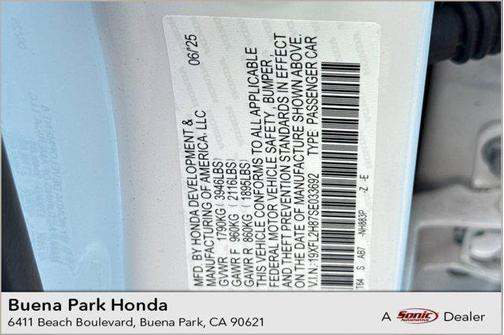 MFD. BY HONDA DEVELOPMENT & 06/25
MANUFACTURING OF AMERICA, LLC
GVWR 1790KG(3946LBS)
GAWR F 960KG (2116LBS)
GAWR R 860KG (1895LBS)
THIS VEHICLE CONFORMS TO ALL APPLICABLE
FEDERAL MOTOR VEHICLE SAFETY, BUMPER,
AND THEFT PREVENTION STANDARDS IN EFFECT
ON THE DATE OF MANUFACTURE SHOWN ABOVE.
V.I.N. 19XFL2H87SE033692 TYPE: PASSENGER CAR
T64 S AB7 NH883P -Z -E
Buena Park Honda
6411 Beach Boulevard, Buena Park, CA 90621
A Sonic Dealer